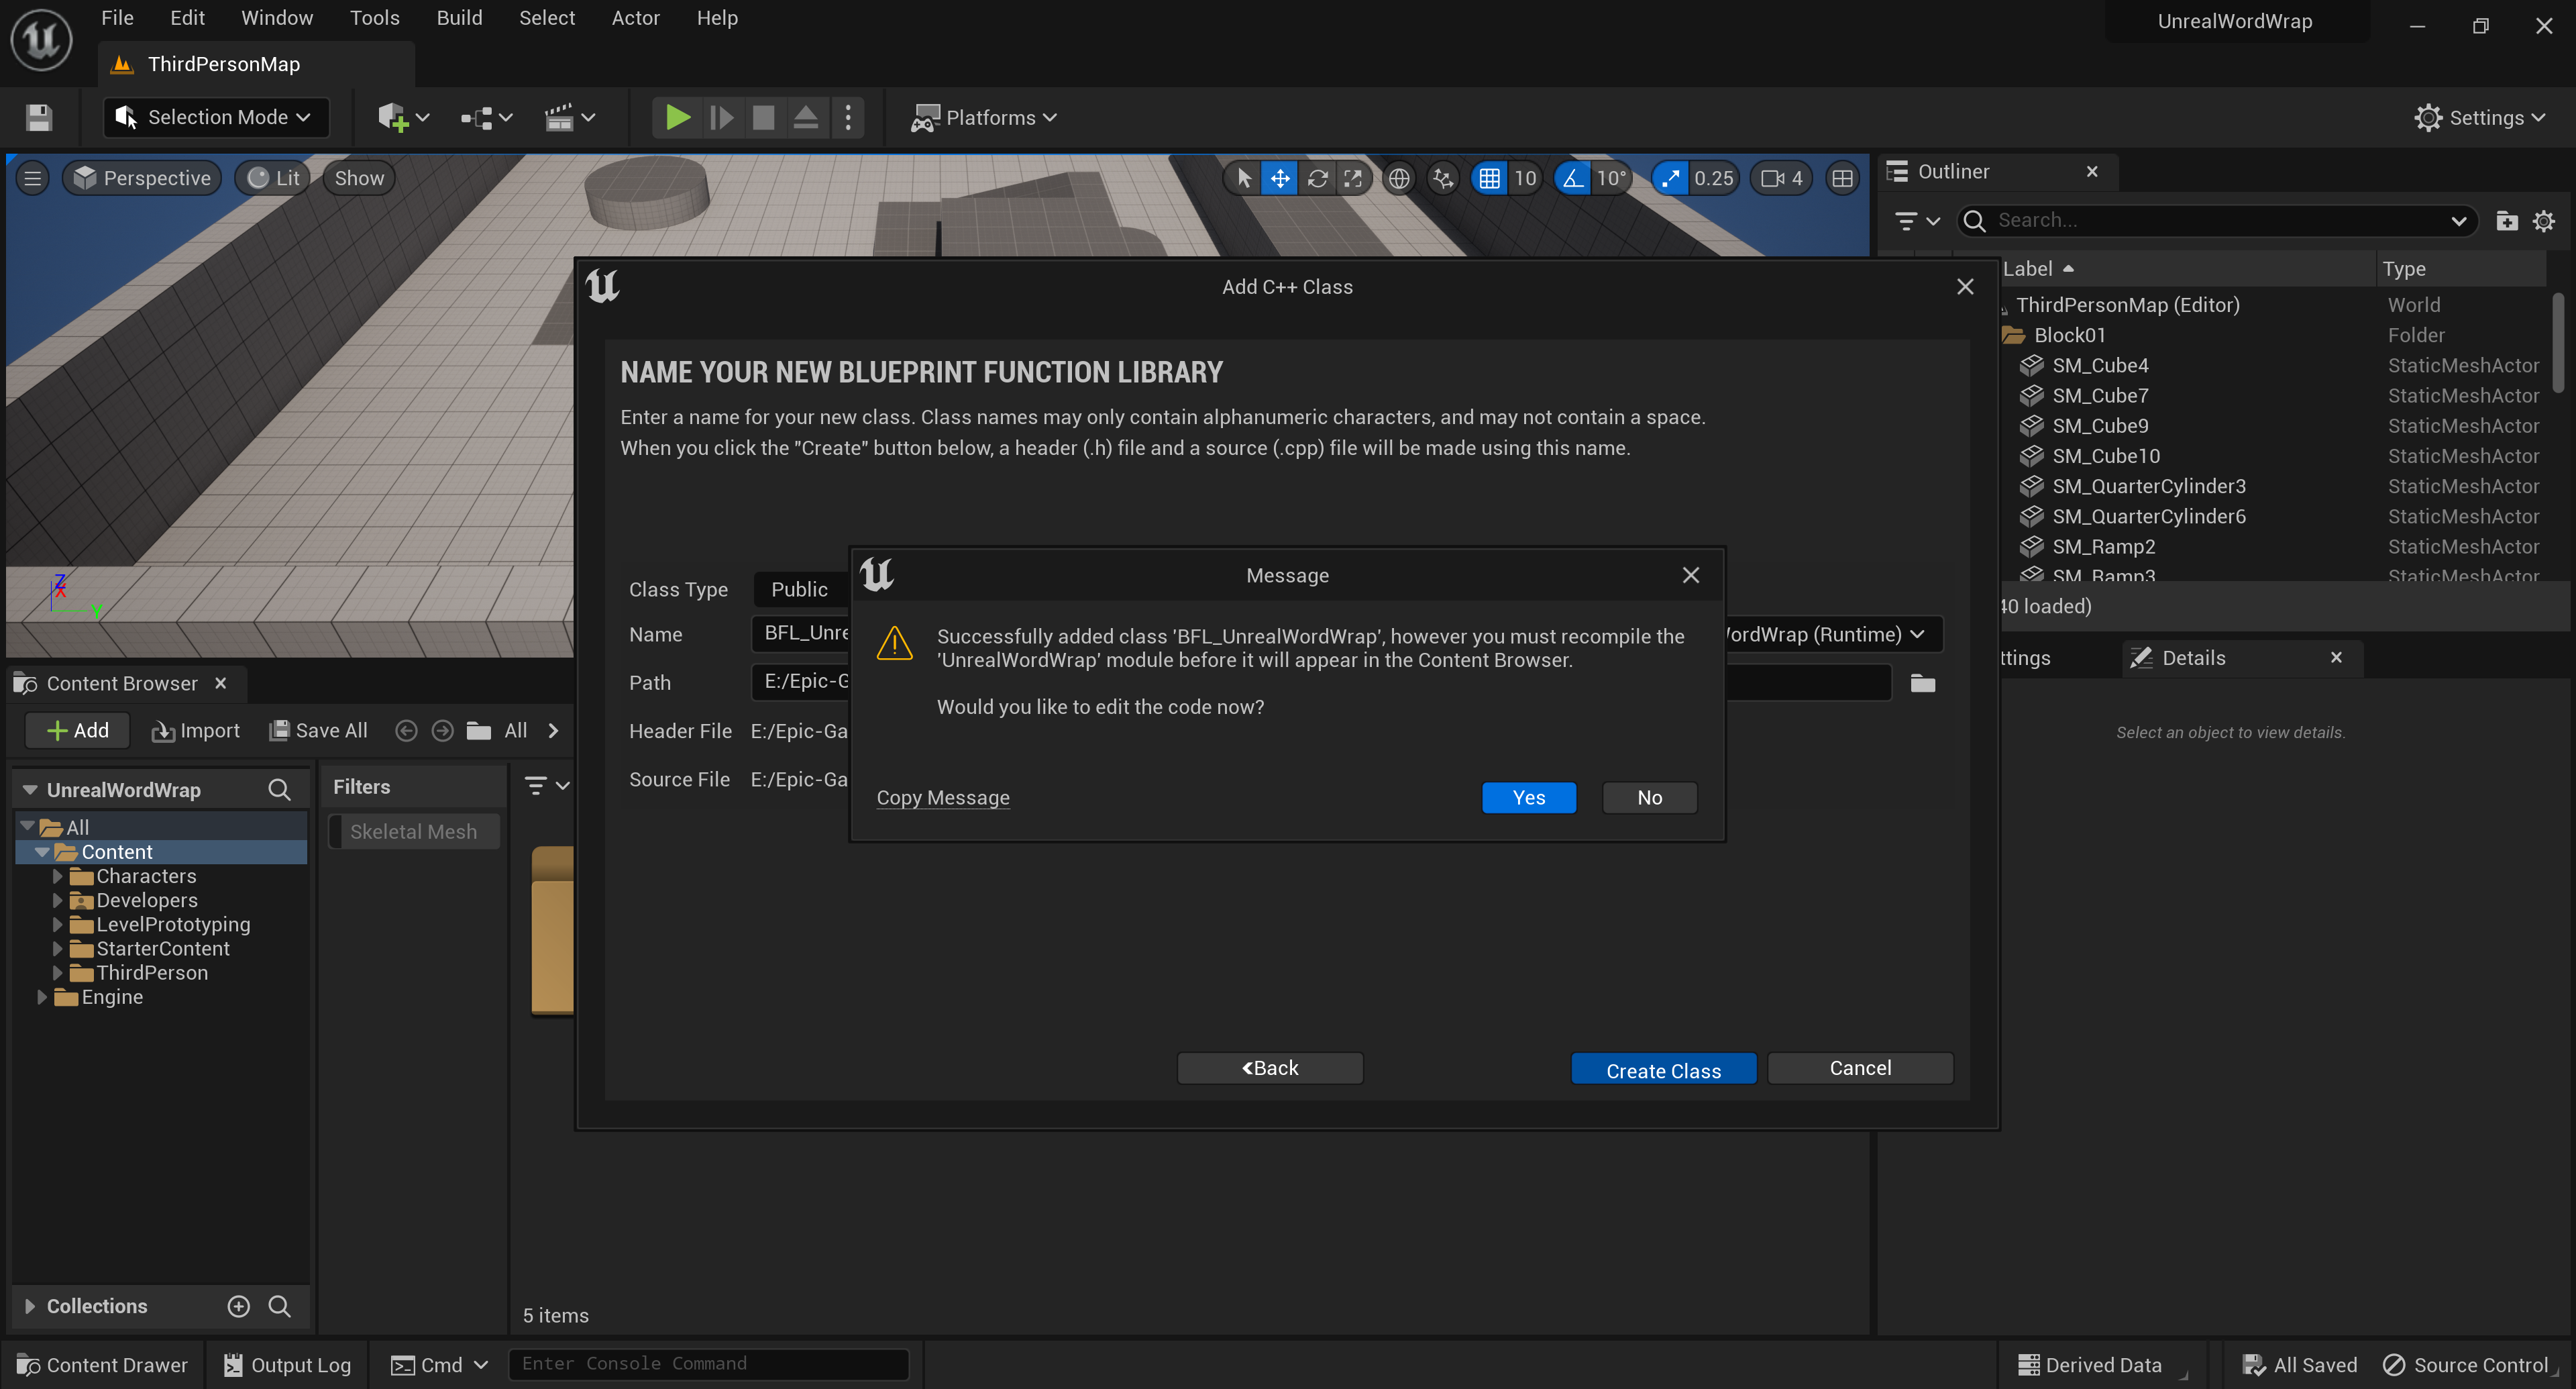 File Edit Window Tools Build Select Actor Help
UnrealWordWrap
ThirdPersonMap
Selection Mode
Platforms
Settings
Perspective
Lit
Show
10
10°
0.25
4
Outliner
Search...
Label
Type
ThirdPersonMap (Editor) World
Block01 Folder
SM_Cube4 StaticMeshActor
SM_Cube7 StaticMeshActor
SM_Cube9 StaticMeshActor
SM_Cube10 StaticMeshActor
SM_QuarterCylinder3 StaticMeshActor
SM_QuarterCylinder6 StaticMeshActor
SM_Ramp2 StaticMeshActor
SM_Ramp3 StaticMeshActor
40 loaded)
ttings
Details
Select an object to view details.
Add C++ Class
NAME YOUR NEW BLUEPRINT FUNCTION LIBRARY
Enter a name for your new class. Class names may only contain alphanumeric characters, and may not contain a space.
When you click the "Create" button below, a header (.h) file and a source (.cpp) file will be made using this name.
Class Type Public
Name BFL_Unre
ordWrap (Runtime)
Path E:/Epic-G
Header File E:/Epic-Ga
Source File E:/Epic-Ga
Message
Successfully added class 'BFL_UnrealWordWrap', however you must recompile the
'UnrealWordWrap' module before it will appear in the Content Browser.
Would you like to edit the code now?
Copy Message
Yes
No
Back
Create Class
Cancel
Content Browser
Add
Import
Save All
All
UnrealWordWrap
All
Content
Characters
Developers
LevelPrototyping
StarterContent
ThirdPerson
Engine
Filters
Skeletal Mesh
Collections
5 items
Z
X
Y
Content Drawer
Output Log
Cmd
Enter Console Command
Derived Data
All Saved
Source Control